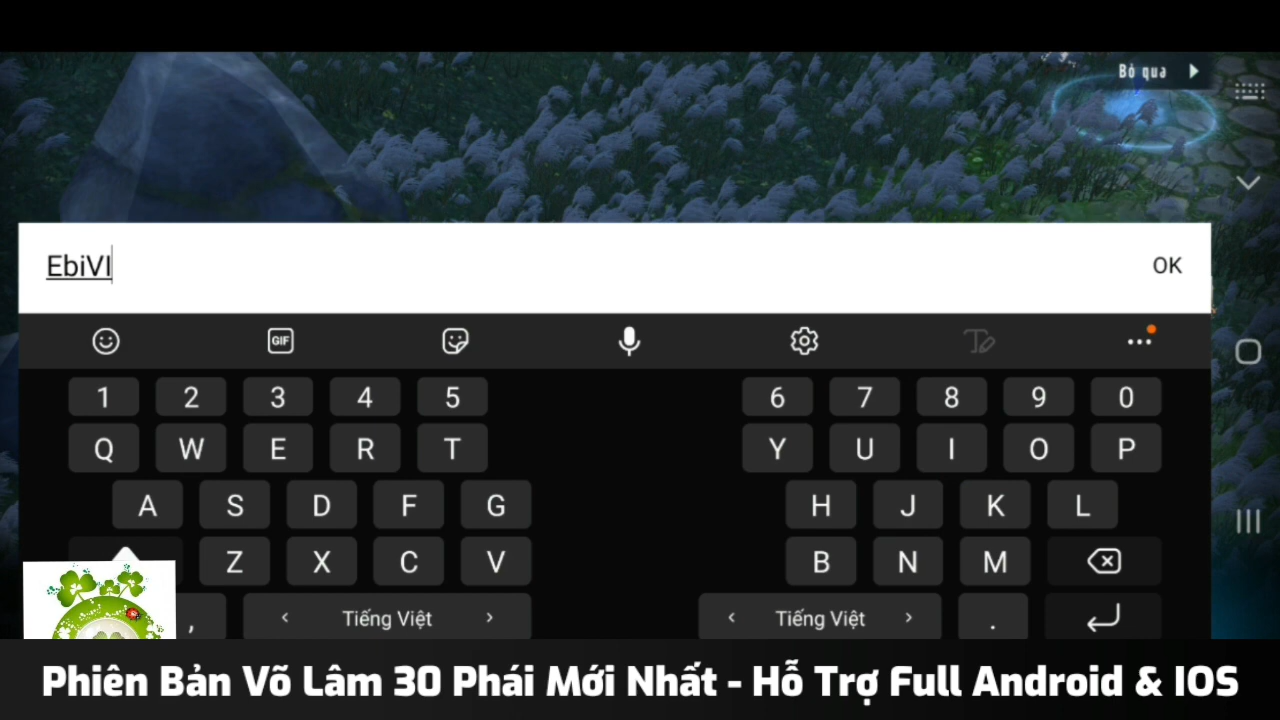 Bỏ qua
EbiVI
OK
GIF
1 2 3 4 5 6 7 8 9 0
Q W E R T Y U I O P
A S D F G H J K L
Z X C V B N M
, < Tiếng Việt > < Tiếng Việt > .
Phiên Bản Võ Lâm 30 Phái Mới Nhất - Hỗ Trợ Full Android & IOS